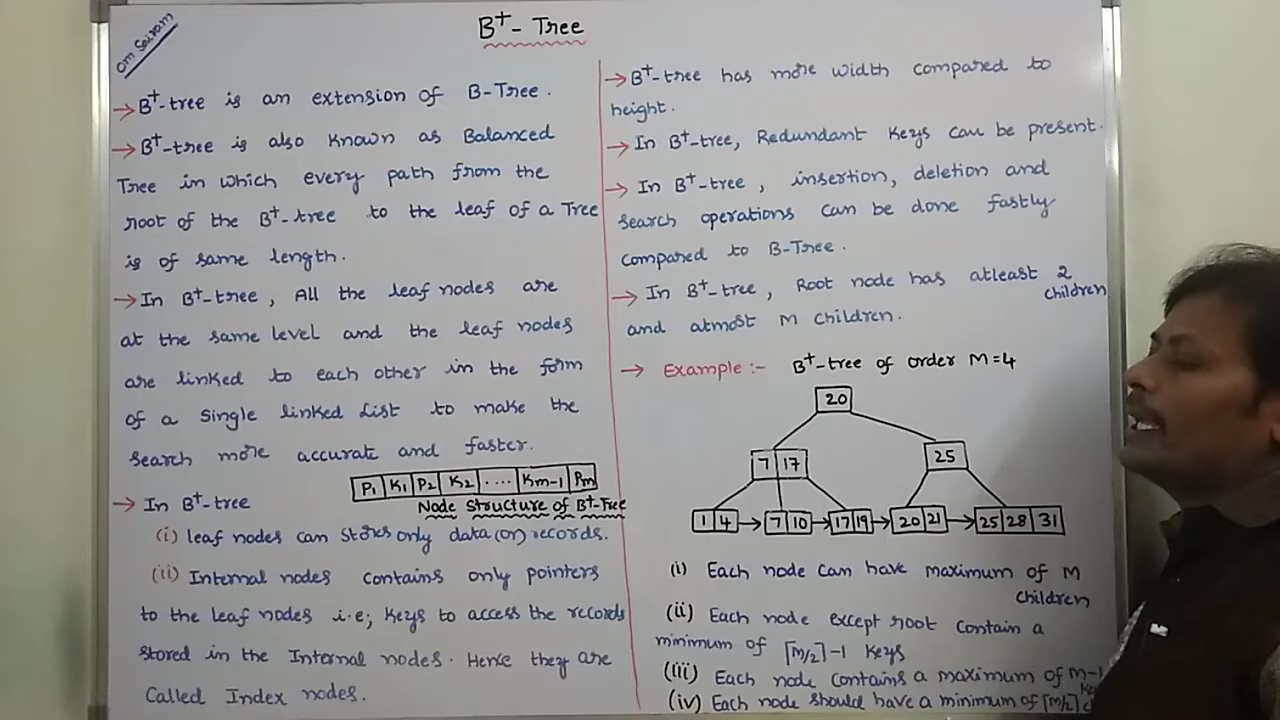 Om Sairam
B+- Tree
→ B+-tree is an extension of B-Tree.
→ B+-tree is also known as Balanced
Tree in which every path from the
root of the B+-tree to the leaf of a Tree
is of same length.
→ In B+-tree, All the leaf nodes are
at the same level and the leaf nodes
are linked to each other in the form
of a Single linked List to make the
search more accurate and faster.
P1 K1 P2 K2 .... Km-1 Pm
Node Structure of B+-Tree
→ In B+-tree
(i) leaf nodes can stores only data (or) records.
(ii) Internal nodes contains only pointers
to the leaf nodes i.e; keys to access the records
stored in the Internal nodes. Hence they are
Called Index nodes.
→ B+-tree has more width compared to
height.
→ In B+-tree, Redundant Keys can be present.
→ In B+-tree, insertion, deletion and
search operations can be done fastly
compared to B-Tree.
→ In B+-tree, Root node has atleast 2
children
and atmost M children.
→ Example :- B+-tree of order M=4
20
7 17
25
1 4 → 7 10 → 17 19 → 20 21 → 25 28 31
(i) Each node can have maximum of M
children
(ii) Each node except root contain a
minimum of ⌈M/2⌉-1 Keys
(iii) Each node contains a maximum of M-1
(iv) Each node should have a minimum of ⌈M/2⌉